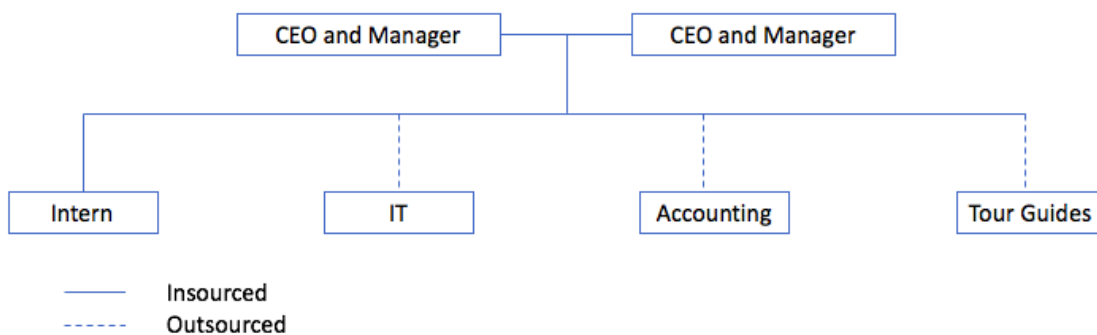 CEO and Manager
CEO and Manager
Intern
IT
Accounting
Tour Guides
Insourced
Outsourced